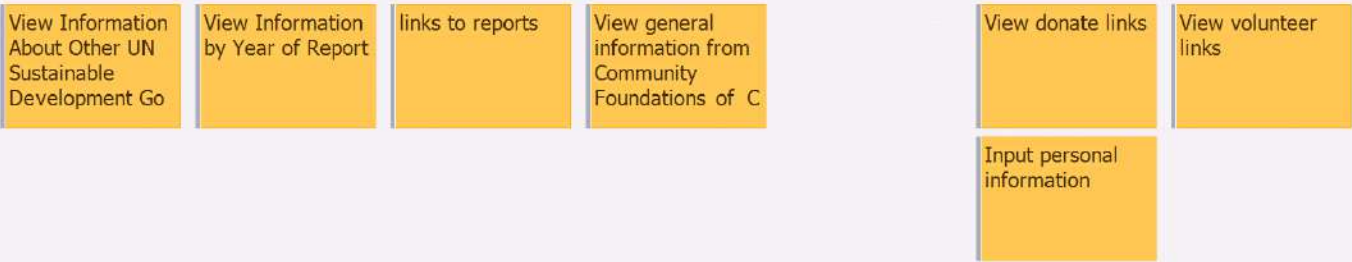 View Information
About Other UN
Sustainable
Development Go
View Information
by Year of Report
links to reports
View general
information from
Community
Foundations of C
View donate links
View volunteer
links
Input personal
information